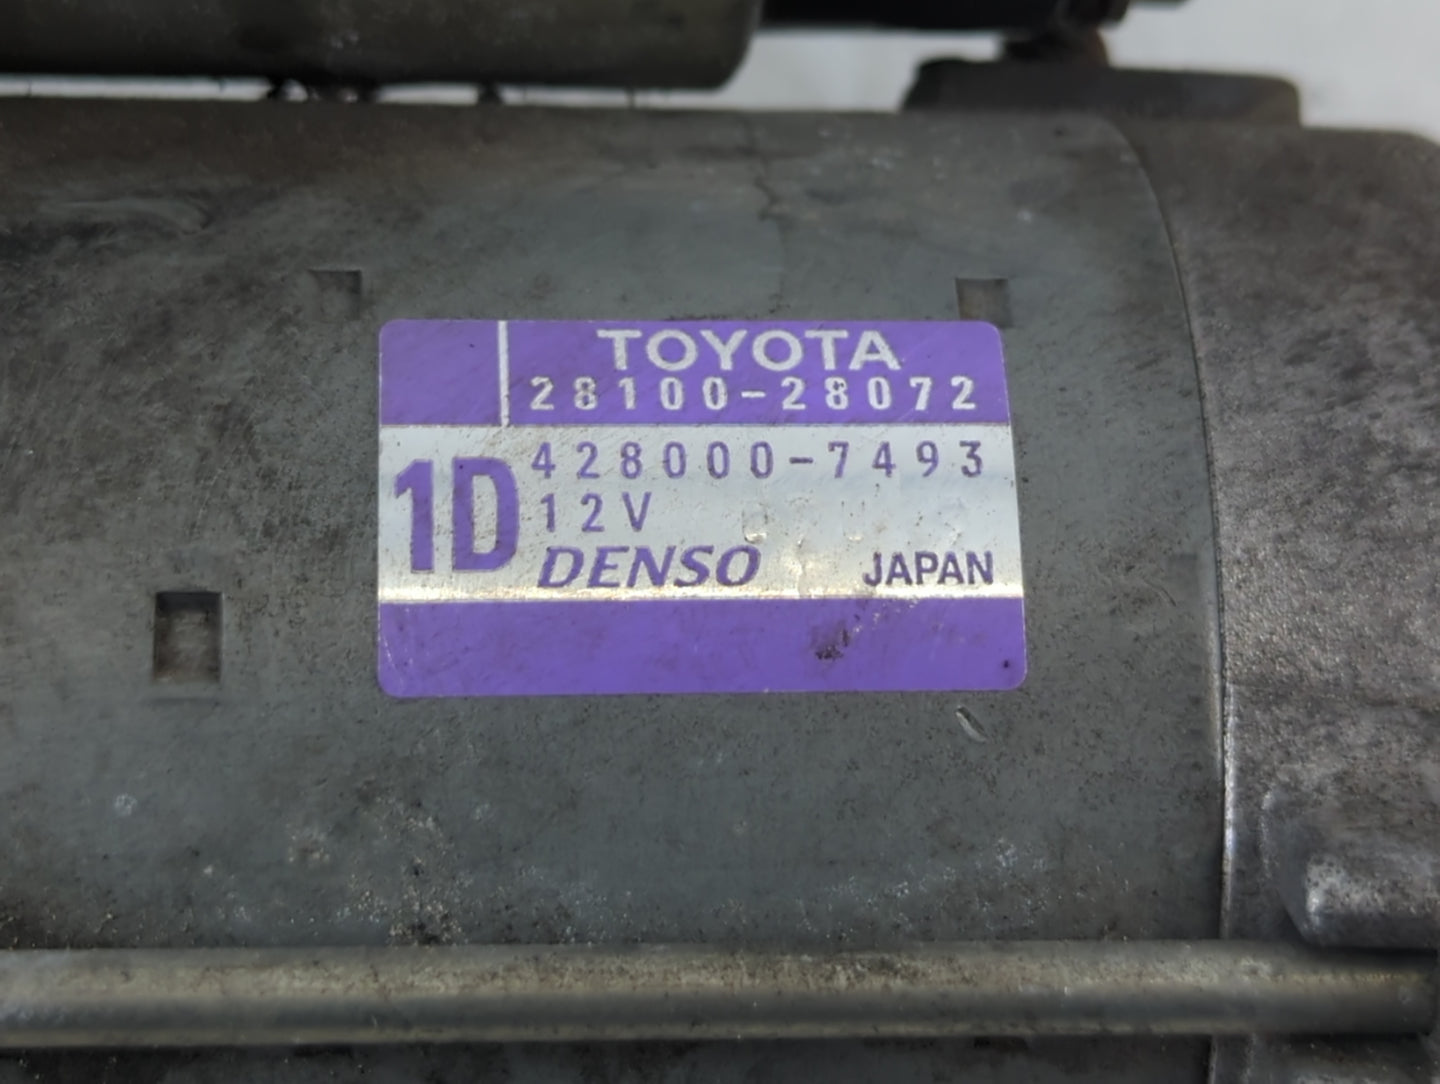 TOYOTA
28100-28072
1D
428000-7493
12V
DENSO JAPAN